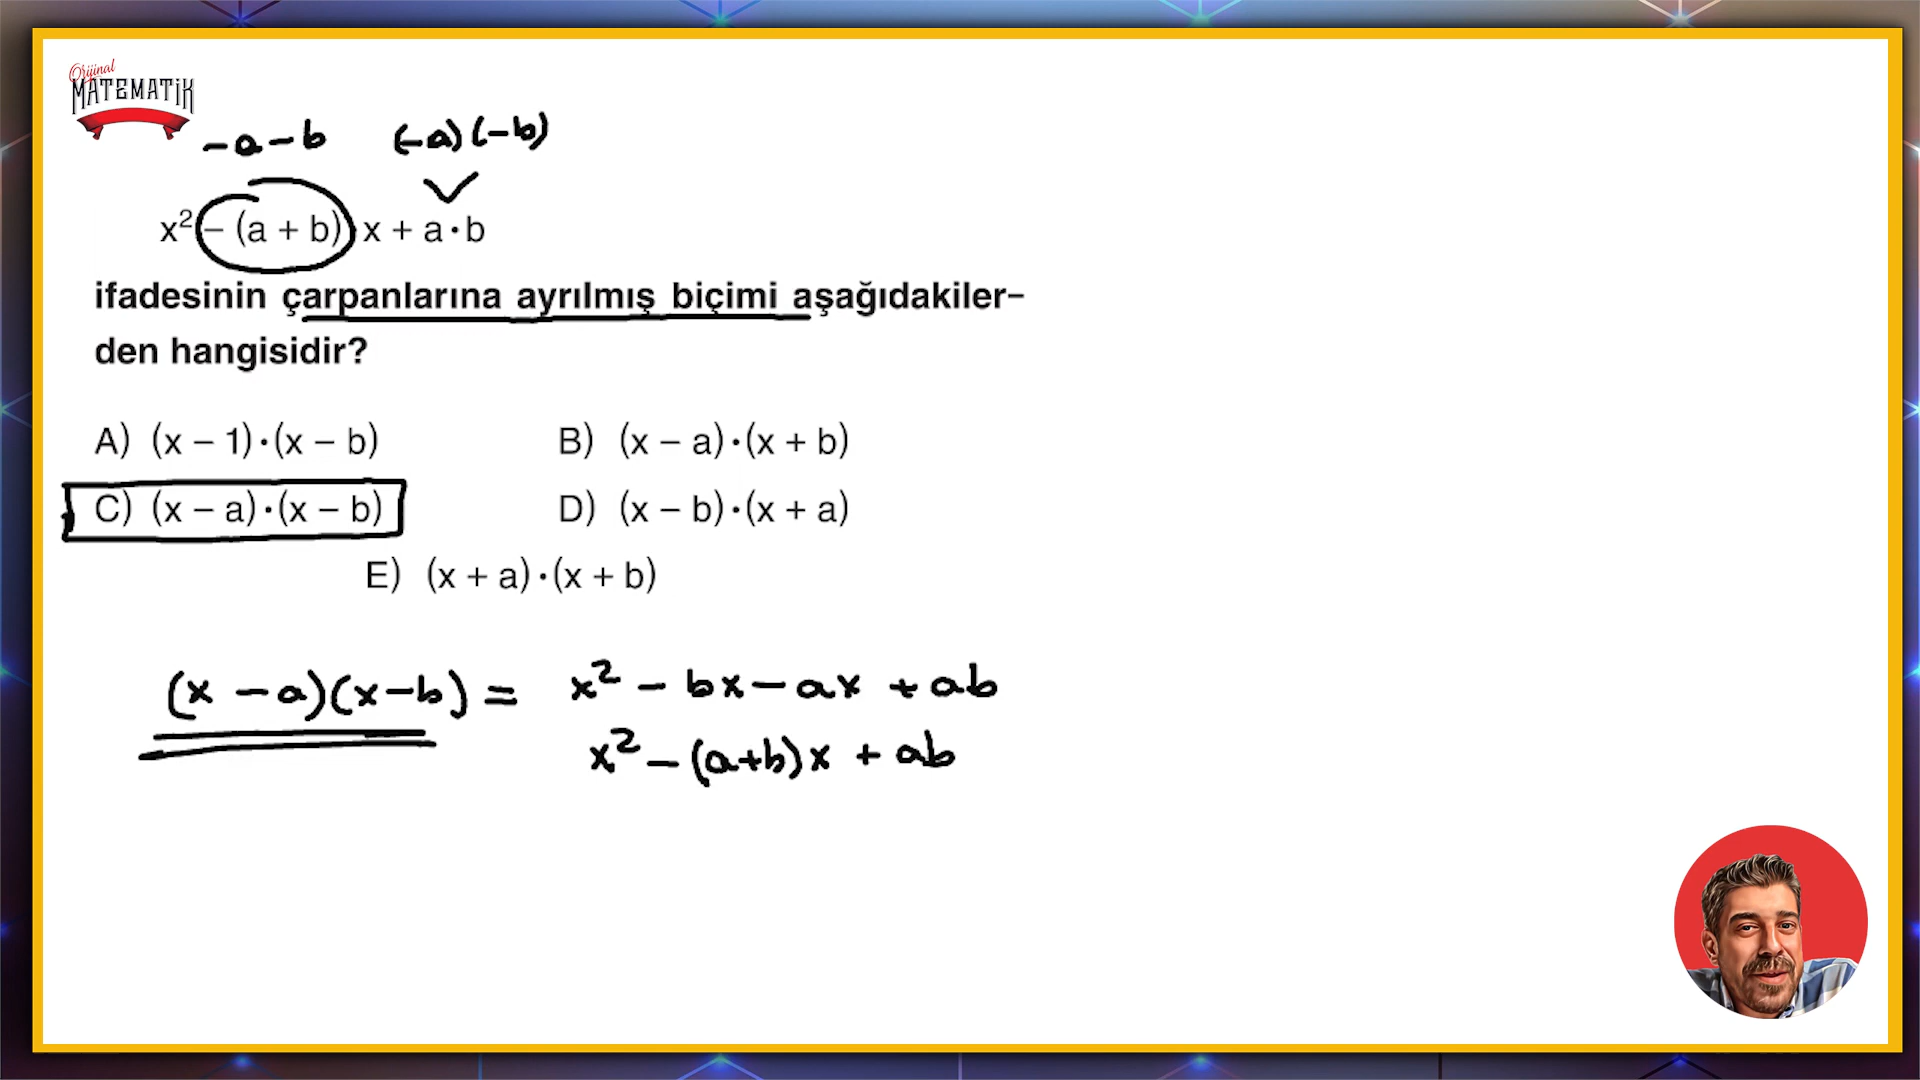 Orijinal
MATEMATİK
-a-b (-a)(-b)
x² - (a + b) x + a·b
ifadesinin çarpanlarına ayrılmış biçimi aşağıdakiler-
den hangisidir?
A) (x - 1)·(x - b) B) (x - a)·(x + b)
C) (x - a)·(x - b) D) (x - b)·(x + a)
E) (x + a)·(x + b)
(x - a)(x-b) = x² - bx - ax + ab
x² - (a+b)x + ab